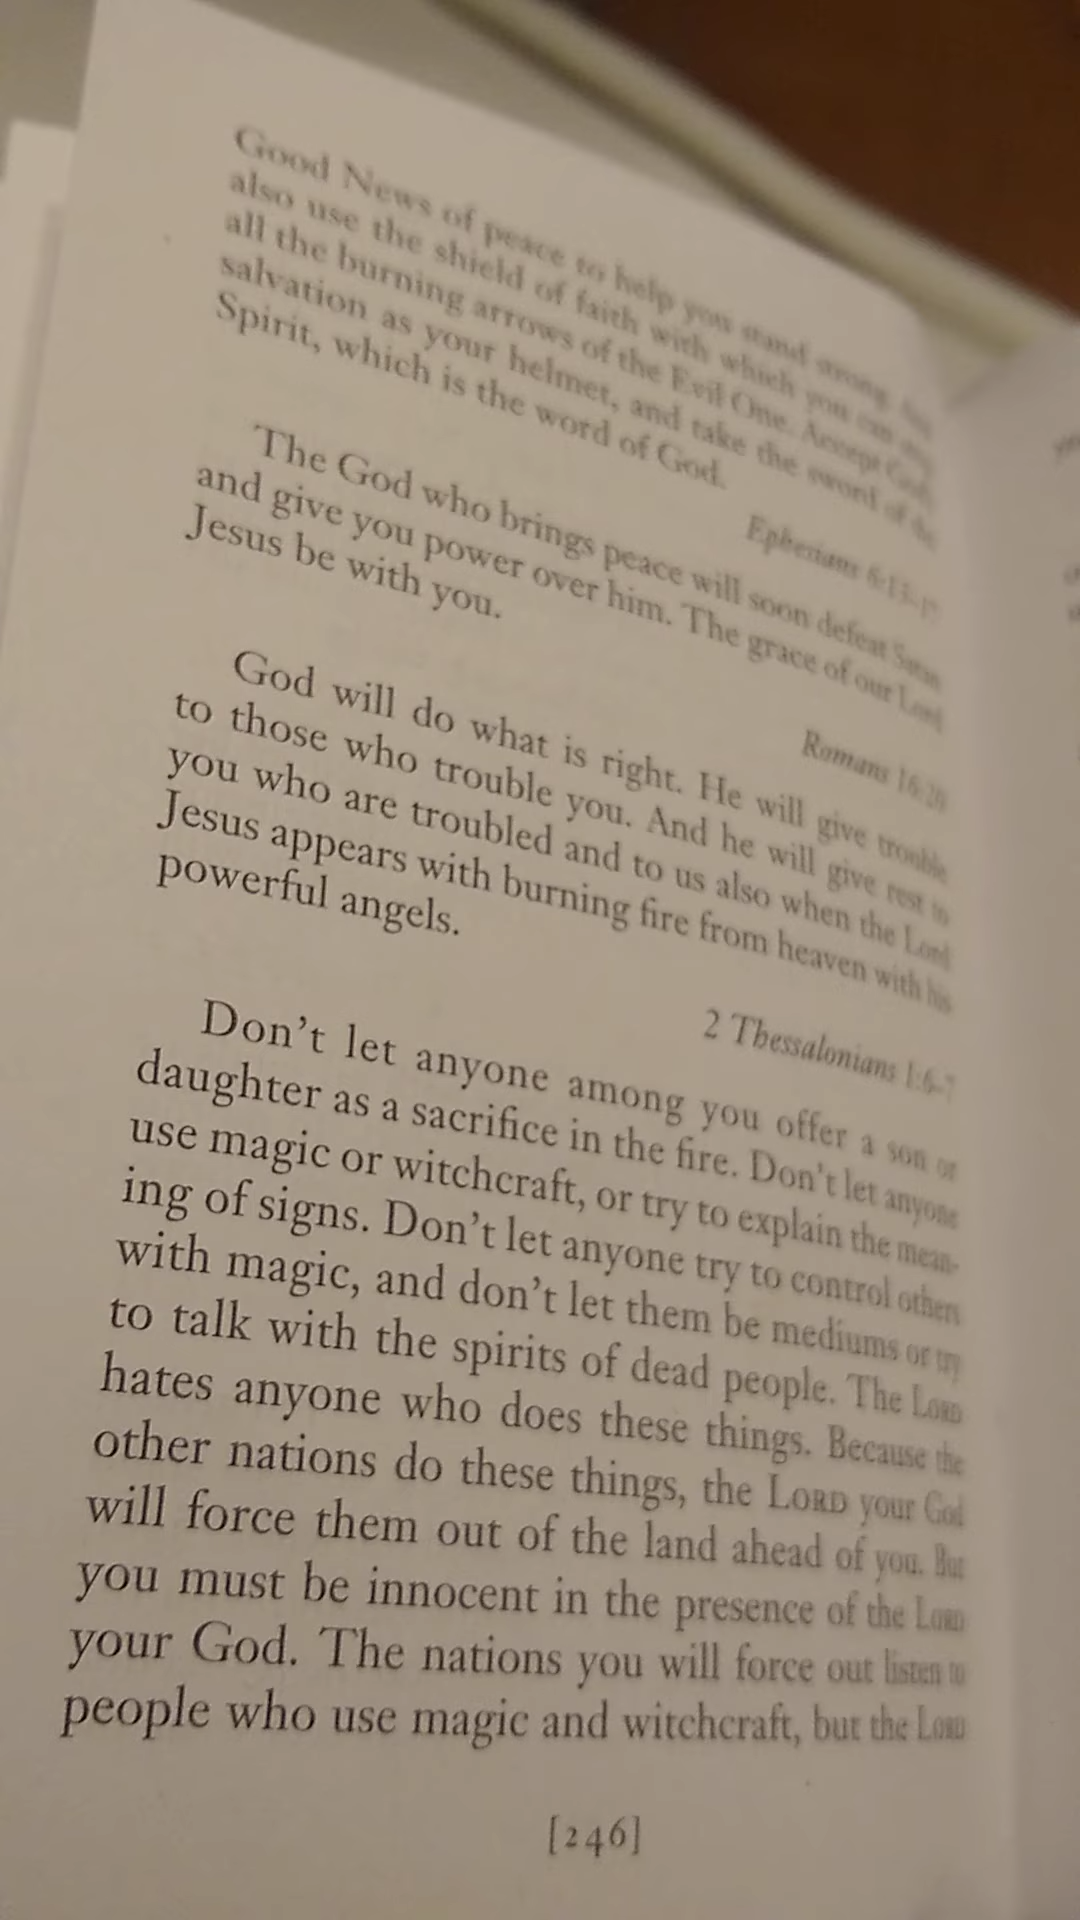 Good News of peace to help you stand strong. And
also use the shield of faith with which you can stop
all the burning arrows of the Evil One. Accept God's
salvation as your helmet, and take the sword of the
Spirit, which is the word of God.
Ephesians 6:13-17
The God who brings peace will soon defeat Satan
and give you power over him. The grace of our Lord
Jesus be with you.
Romans 16:20
God will do what is right. He will give trouble
to those who trouble you. And he will give rest to
you who are troubled and to us also when the Lord
Jesus appears with burning fire from heaven with his
powerful angels.
2 Thessalonians 1:6-7
Don't let anyone among you offer a son or
daughter as a sacrifice in the fire. Don't let anyone
use magic or witchcraft, or try to explain the mean-
ing of signs. Don't let anyone try to control others
with magic, and don't let them be mediums or try
to talk with the spirits of dead people. The LORD
hates anyone who does these things. Because the
other nations do these things, the LORD your God
will force them out of the land ahead of you. But
you must be innocent in the presence of the LORD
your God. The nations you will force out listen to
people who use magic and witchcraft, but the LORD
[246]